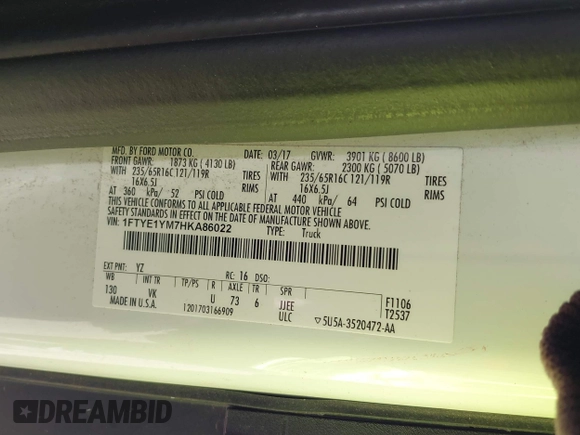 MFD. BY FORD MOTOR CO.
DATE: 03/17 GVWR: 3901 KG ( 8600 LB)
FRONT GAWR: 1873 KG ( 4130 LB) REAR GAWR: 2300 KG ( 5070 LB)
WITH 235/65R16C 121/119R TIRES WITH 235/65R16C 121/119R TIRES
16X6.5J RIMS 16X6.5J RIMS
AT 360 kPa/ 52 PSI COLD AT 440 kPa/ 64 PSI COLD
THIS VEHICLE CONFORMS TO ALL APPLICABLE FEDERAL MOTOR VEHICLE
SAFETY STANDARDS IN EFFECT ON THE DATE OF MANUFACTURE SHOWN ABOVE.
VIN: 1FTYE1YM7HKA86022 TYPE: Truck
EXT PNT: YZ RC: 16 DSO:
WB INT TR TP/PS R AXLE TR SPR
130 VK U 73 6 JJEE F1106
MADE IN U.S.A. 1201703166909 ULC T2537
▽5U5A-3520472-AA
DREAMBID